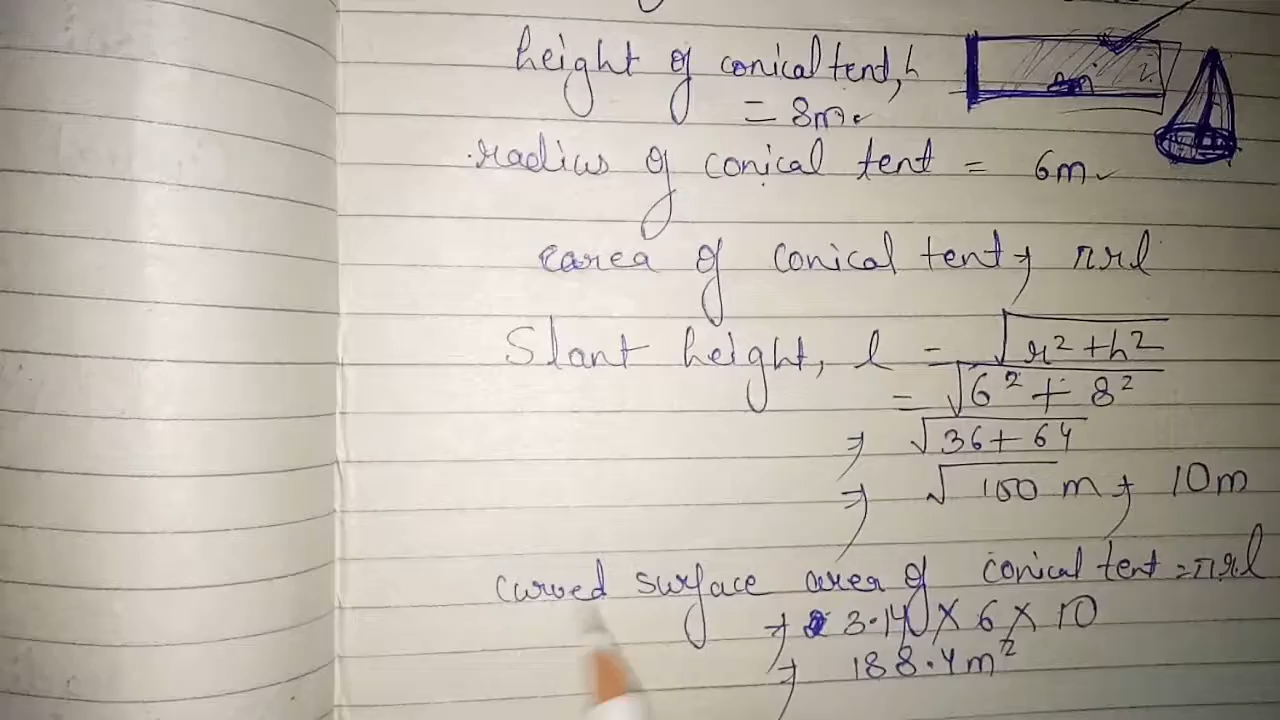 height of conical tend, h
= 8m
radius of conical tent = 6m
area of conical tent → πrl
Slant height, l = √r² + h²
= √6² + 8²
⇒ √36 + 64
⇒ √100 m → 10m
curved surface area of conical tent = πrl
⇒ 3.14 × 6 × 10
⇒ 188.4m²